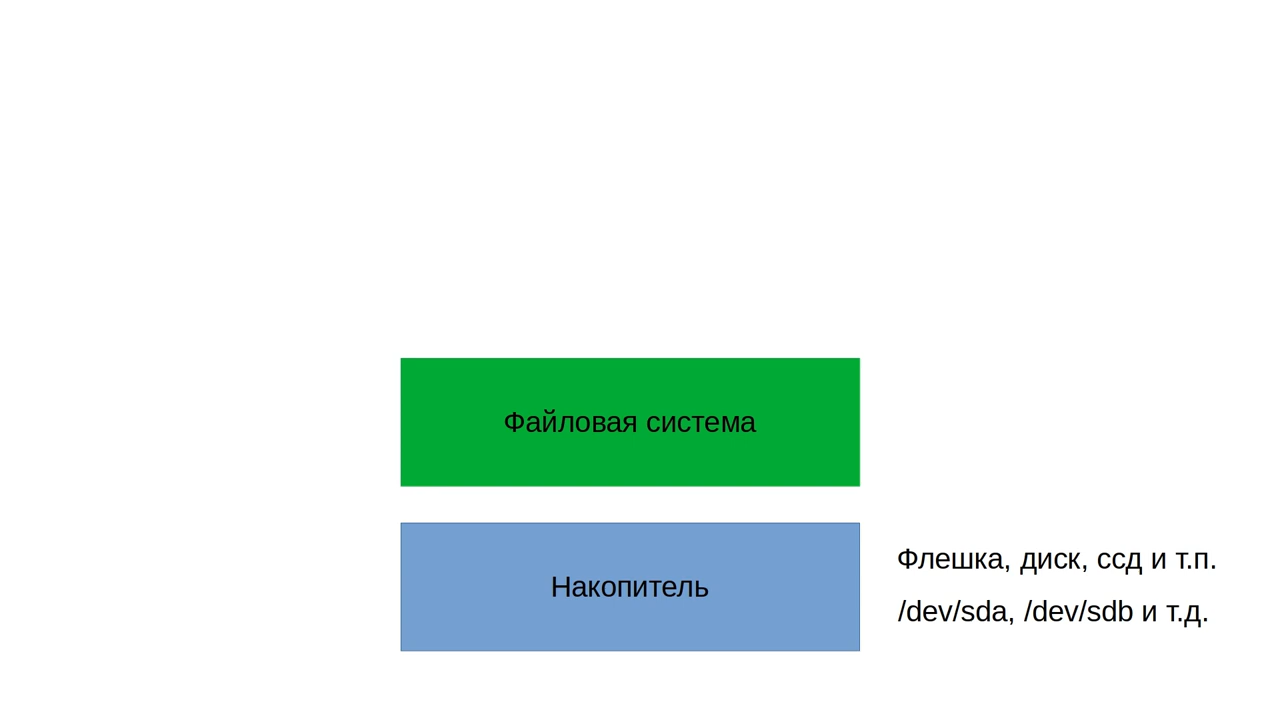 Файловая система
Накопитель
Флешка, диск, ссд и т.п.
/dev/sda, /dev/sdb и т.д.